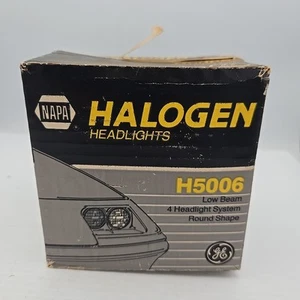 NAPA
HALOGEN
HEADLIGHTS
H5006
Low Beam
4 Headlight System
Round Shape
GE